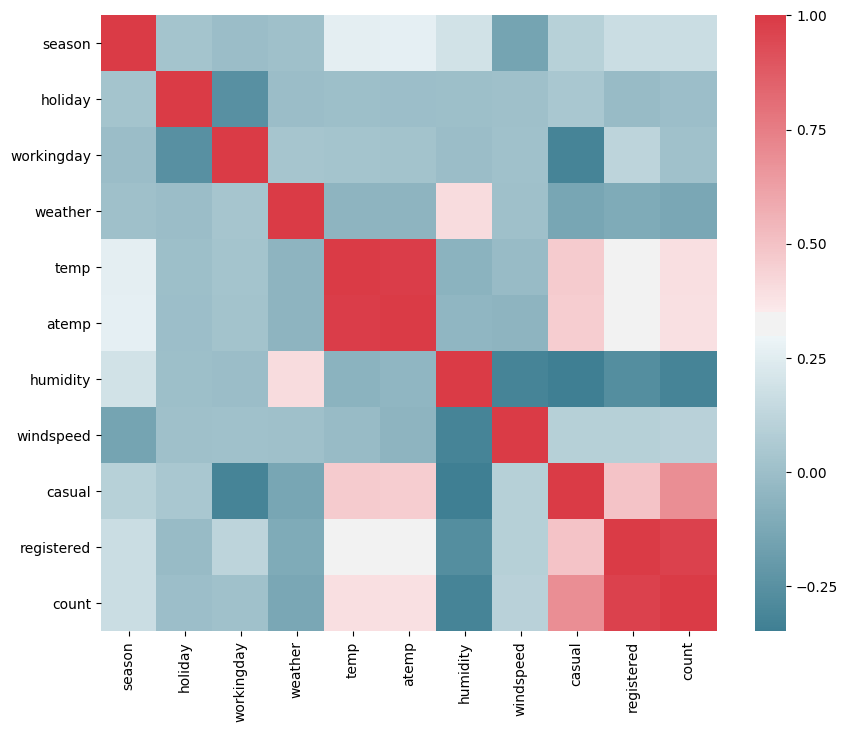 season
holiday
workingday
weather
temp
atemp
humidity
windspeed
casual
registered
count
season
holiday
workingday
weather
temp
atemp
humidity
windspeed
casual
registered
count
1.00
0.75
0.50
0.25
0.00
−0.25